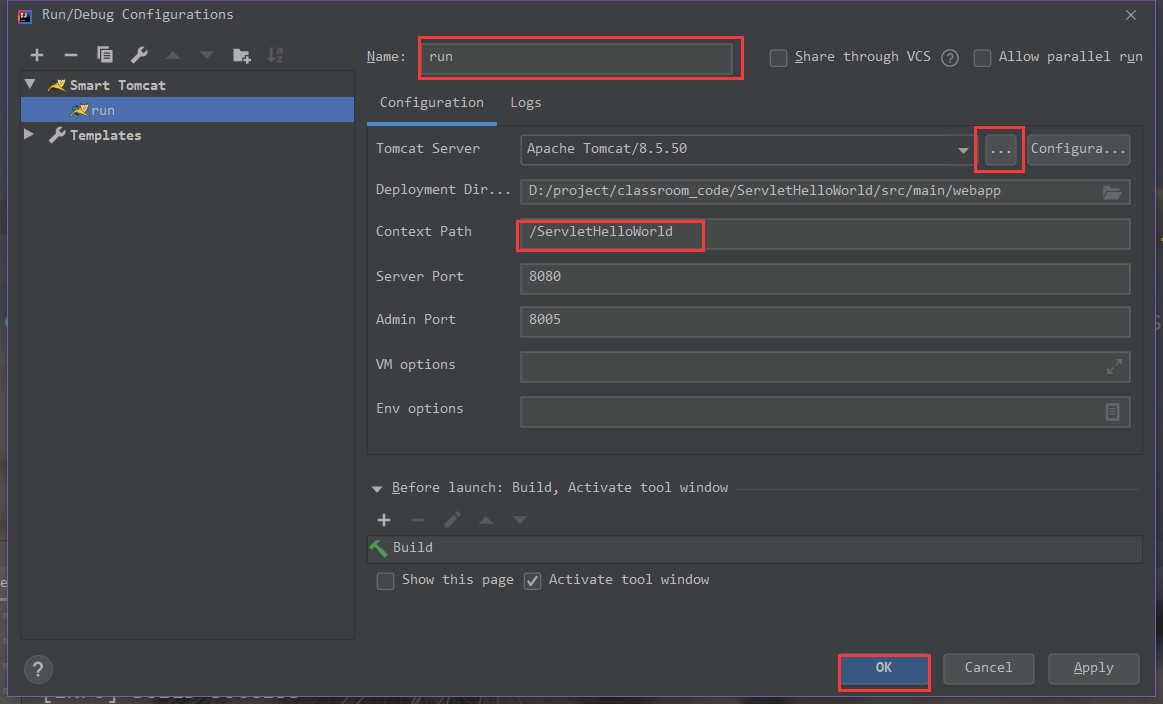 Run/Debug Configurations
Name: run Share through VCS ? Allow parallel run
Smart Tomcat
run
Templates
Configuration Logs
Tomcat Server Apache Tomcat/8.5.50 ... Configura...
Deployment Dir... D:/project/classroom_code/ServletHelloWorld/src/main/webapp
Context Path /ServletHelloWorld
Server Port 8080
Admin Port 8005
VM options
Env options
Before launch: Build, Activate tool window
Build
Show this page Activate tool window
? OK Cancel Apply